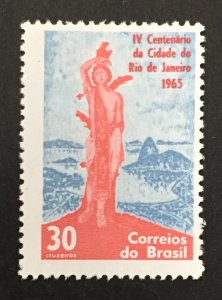 IV Centenário
da Cidade do
Rio de Janeiro
1965
30
CRUZEIROS
Correios
do Brasil